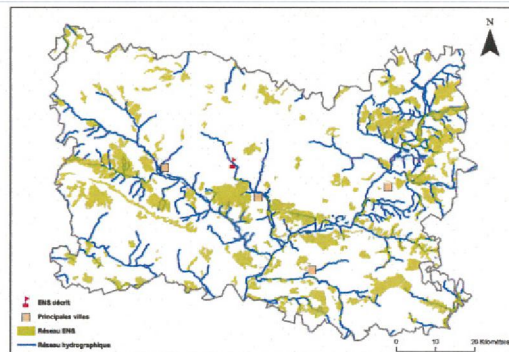 N
ENS décrit
Principales villes
Réseau ENS
Réseau hydrographique
0 10 20 Kilomètres